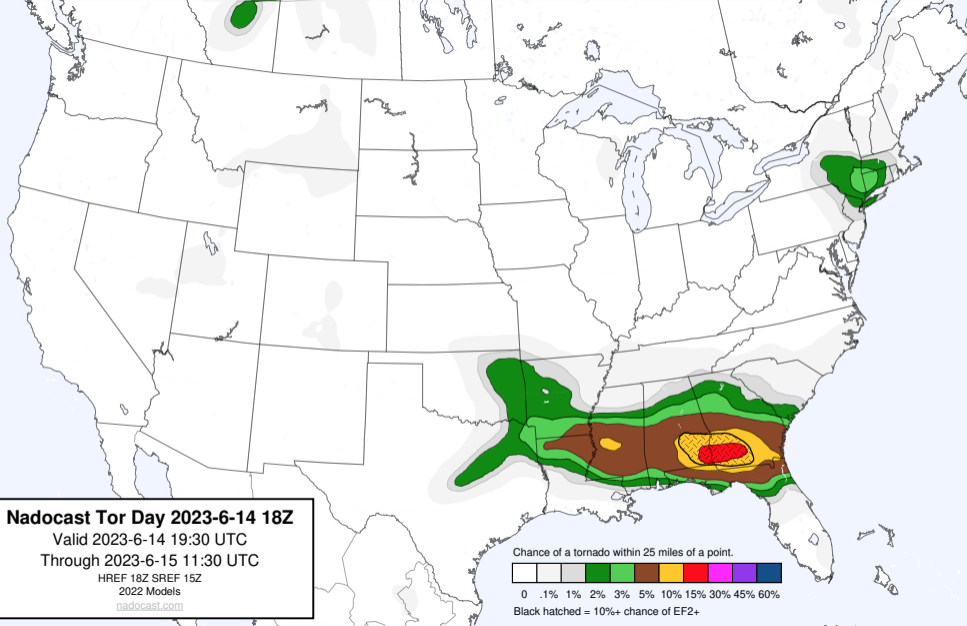 Nadocast Tor Day 2023-6-14 18Z
Valid 2023-6-14 19:30 UTC
Through 2023-6-15 11:30 UTC
HREF 18Z SREF 15Z
2022 Models
nadocast.com
Chance of a tornado within 25 miles of a point.
0 .1% 1% 2% 3% 5% 10% 15% 30% 45% 60%
Black hatched = 10%+ chance of EF2+